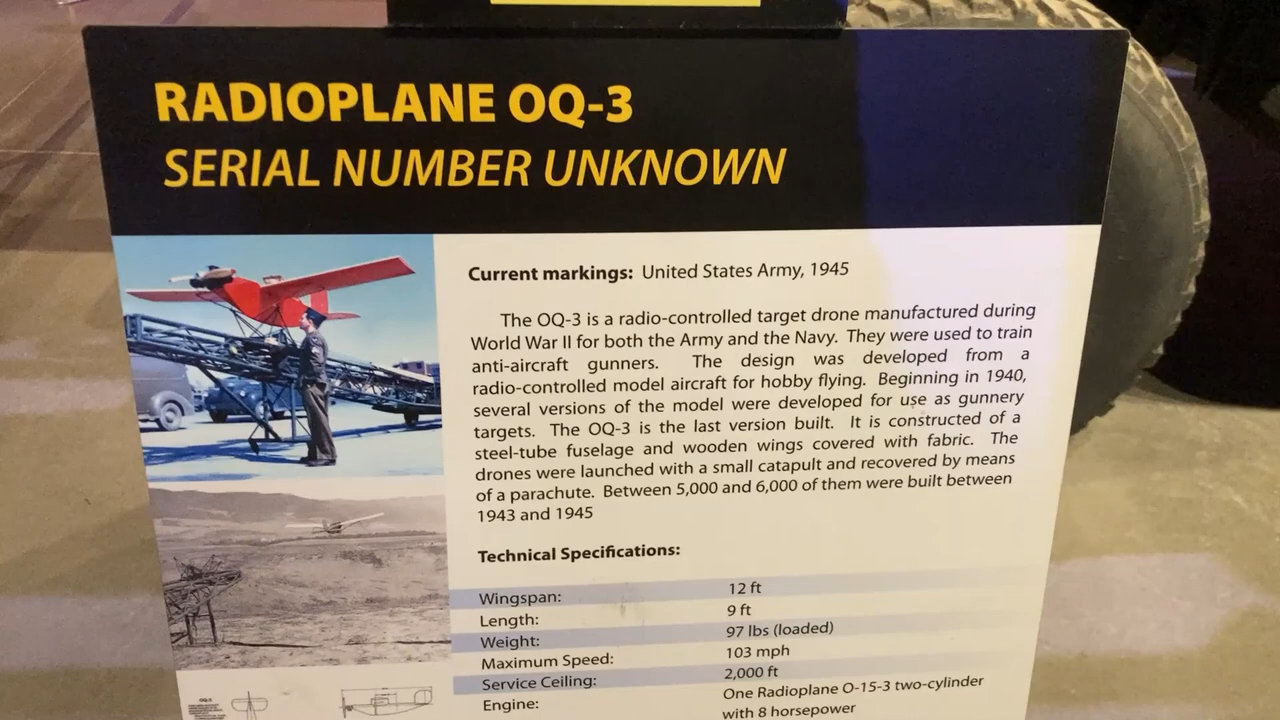 RADIOPLANE OQ-3
SERIAL NUMBER UNKNOWN
Current markings: United States Army, 1945
The OQ-3 is a radio-controlled target drone manufactured during
World War II for both the Army and the Navy. They were used to train
anti-aircraft gunners. The design was developed from a
radio-controlled model aircraft for hobby flying. Beginning in 1940,
several versions of the model were developed for use as gunnery
targets. The OQ-3 is the last version built. It is constructed of a
steel-tube fuselage and wooden wings covered with fabric. The
drones were launched with a small catapult and recovered by means
of a parachute. Between 5,000 and 6,000 of them were built between
1943 and 1945
Technical Specifications:
Wingspan: 12 ft
Length: 9 ft
Weight: 97 lbs (loaded)
Maximum Speed: 103 mph
Service Ceiling: 2,000 ft
Engine: One Radioplane O-15-3 two-cylinder
with 8 horsepower
OQ-3